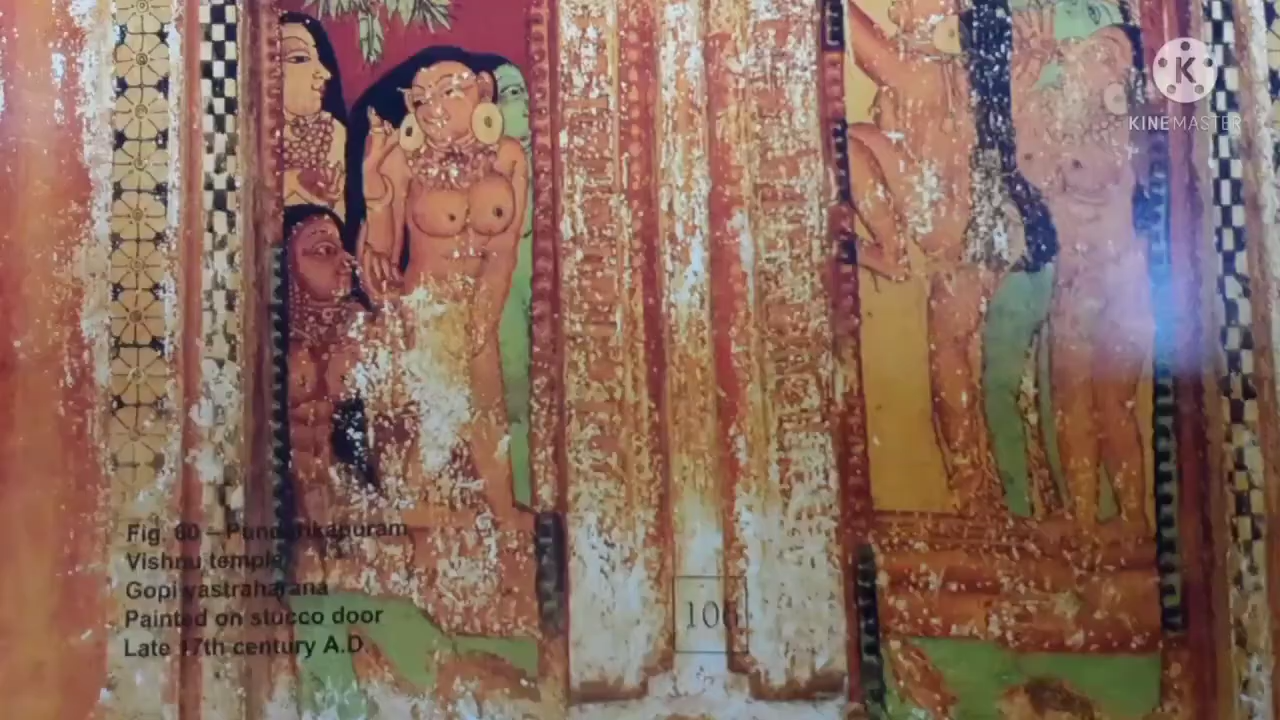 K
KINEMASTER
Fig. 60 – Pundarikapuram
Vishnu temple
Gopi vastraharana
Painted on stucco door
Late 17th century A.D.
106